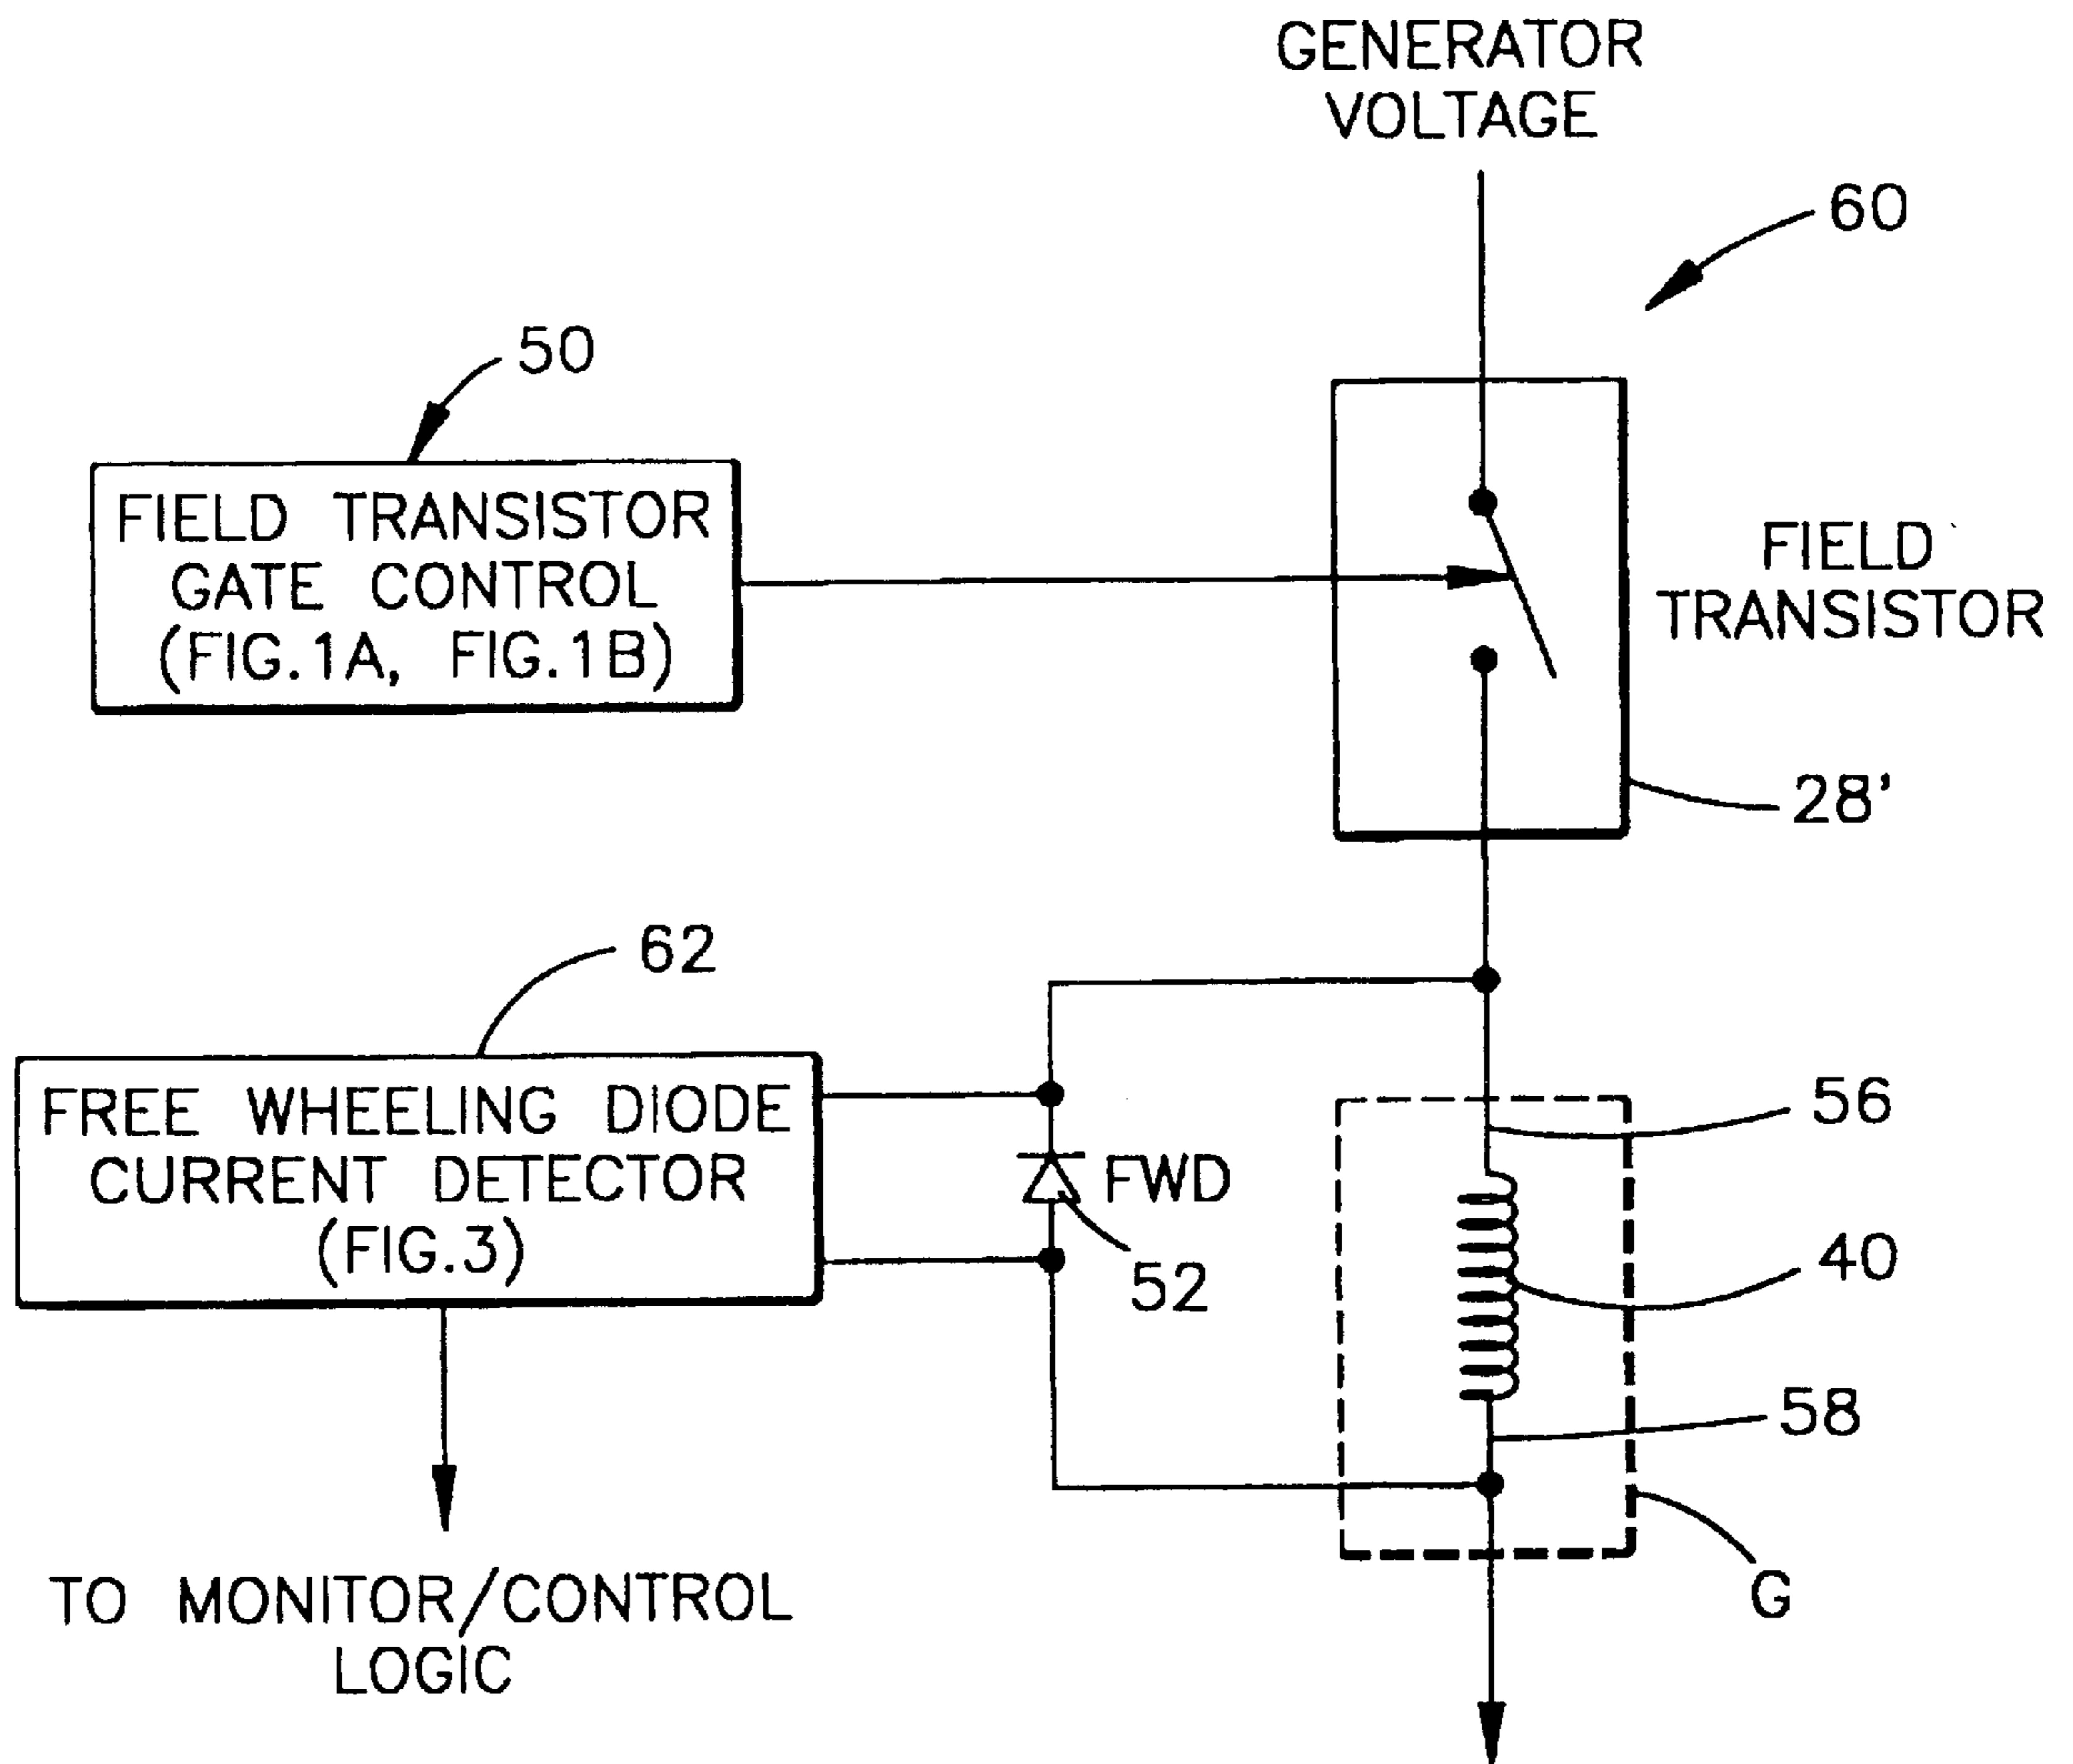 GENERATOR
VOLTAGE
60
50
FIELD TRANSISTOR
GATE CONTROL
(FIG.1A, FIG.1B)
FIELD
TRANSISTOR
28'
62
FREE WHEELING DIODE
CURRENT DETECTOR
(FIG.3)
FWD
52
56
40
58
G
TO MONITOR/CONTROL
LOGIC